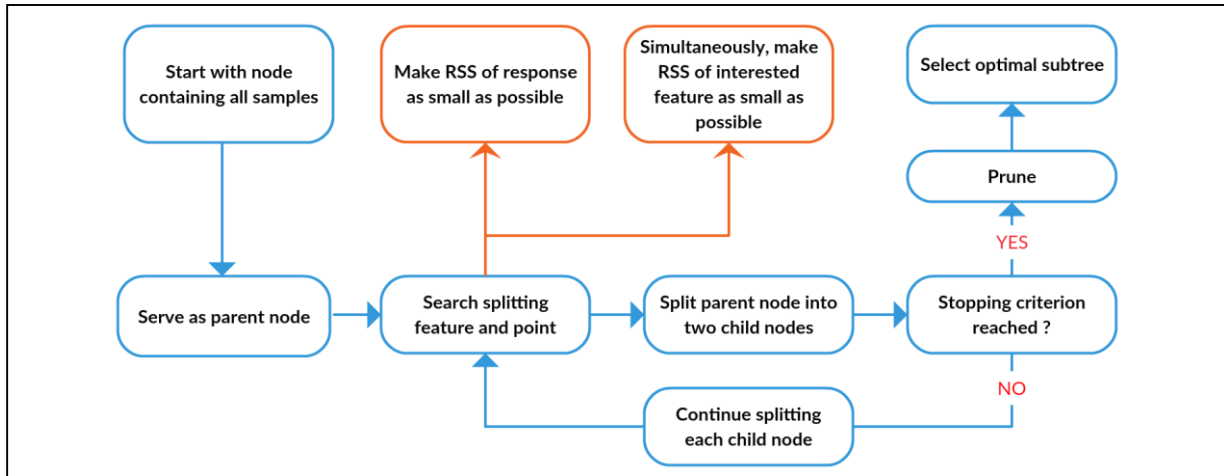 Start with node
containing all samples
Make RSS of response
as small as possible
Simultaneously, make
RSS of interested
feature as small as
possible
Select optimal subtree
Prune
YES
Serve as parent node
Search splitting
feature and point
Split parent node into
two child nodes
Stopping criterion
reached ?
NO
Continue splitting
each child node